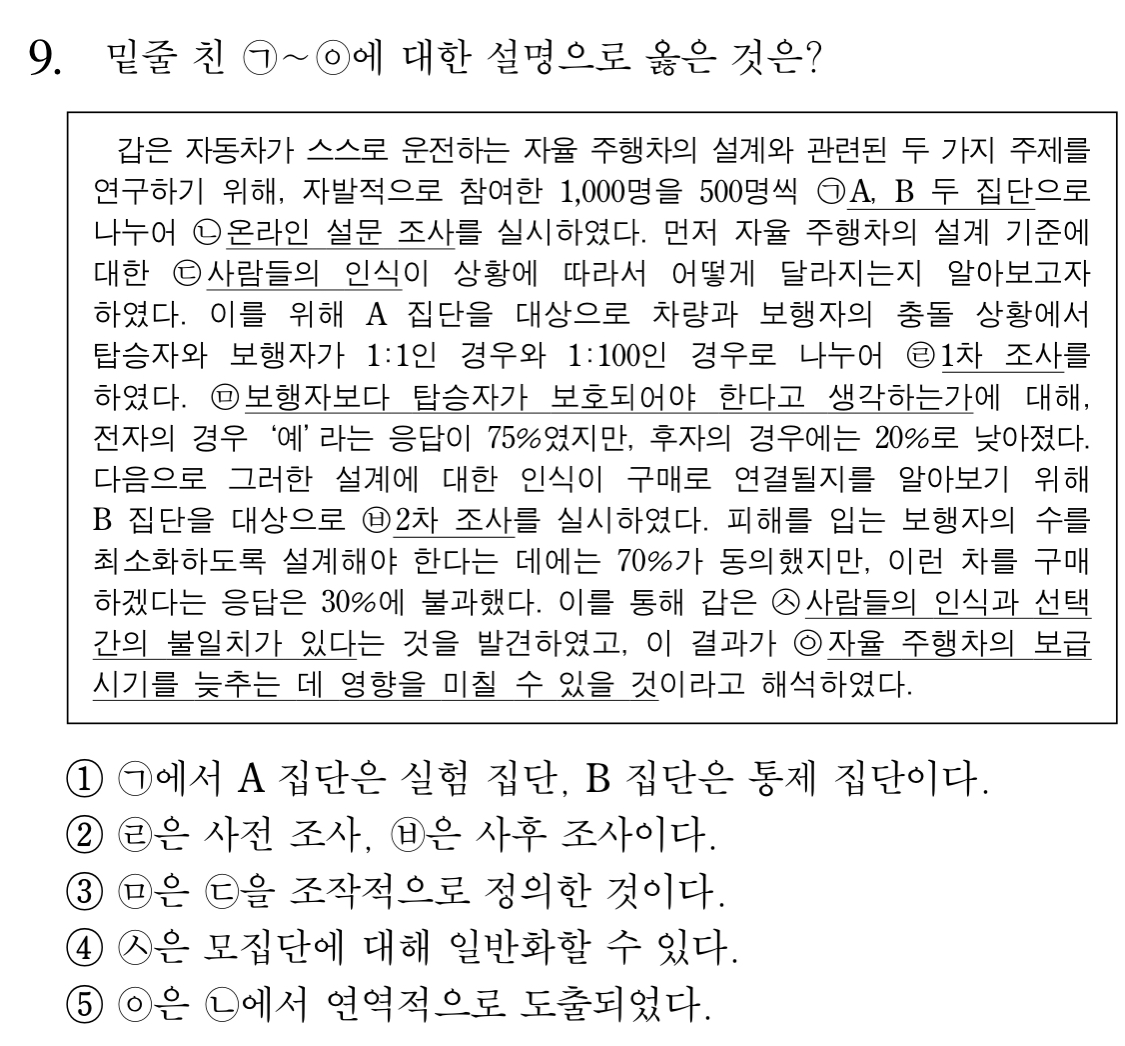 9. 밑줄 친 ㉠~㉧에 대한 설명으로 옳은 것은?
갑은 자동차가 스스로 운전하는 자율 주행차의 설계와 관련된 두 가지 주제를
연구하기 위해, 자발적으로 참여한 1,000명을 500명씩 ㉠A, B 두 집단으로
나누어 ㉡온라인 설문 조사를 실시하였다. 먼저 자율 주행차의 설계 기준에
대한 ㉢사람들의 인식이 상황에 따라서 어떻게 달라지는지 알아보고자
하였다. 이를 위해 A 집단을 대상으로 차량과 보행자의 충돌 상황에서
탑승자와 보행자가 1:1인 경우와 1:100인 경우로 나누어 ㉣1차 조사를
하였다. ㉤보행자보다 탑승자가 보호되어야 한다고 생각하는가에 대해,
전자의 경우 ‘예’라는 응답이 75%였지만, 후자의 경우에는 20%로 낮아졌다.
다음으로 그러한 설계에 대한 인식이 구매로 연결될지를 알아보기 위해
B 집단을 대상으로 ㉥2차 조사를 실시하였다. 피해를 입는 보행자의 수를
최소화하도록 설계해야 한다는 데에는 70%가 동의했지만, 이런 차를 구매
하겠다는 응답은 30%에 불과했다. 이를 통해 갑은 ㉦사람들의 인식과 선택
간의 불일치가 있다는 것을 발견하였고, 이 결과가 ㉧자율 주행차의 보급
시기를 늦추는 데 영향을 미칠 수 있을 것이라고 해석하였다.
① ㉠에서 A 집단은 실험 집단, B 집단은 통제 집단이다.
② ㉣은 사전 조사, ㉥은 사후 조사이다.
③ ㉤은 ㉢을 조작적으로 정의한 것이다.
④ ㉦은 모집단에 대해 일반화할 수 있다.
⑤ ㉧은 ㉡에서 연역적으로 도출되었다.